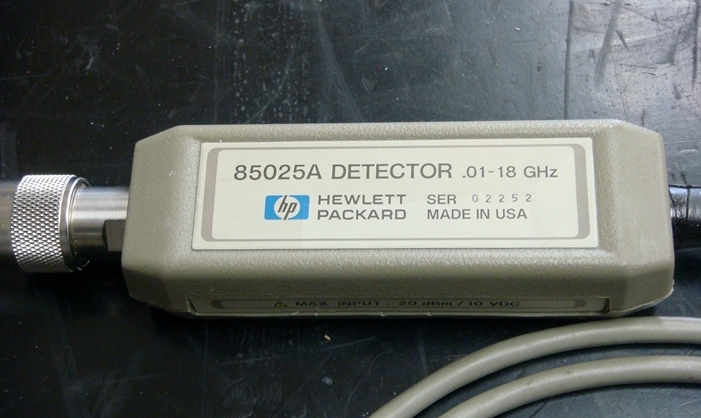 85025A DETECTOR .01-18 GHz
hp HEWLETT PACKARD SER 02252
MADE IN USA
MAX INPUT: 20 dBm/10 VDC